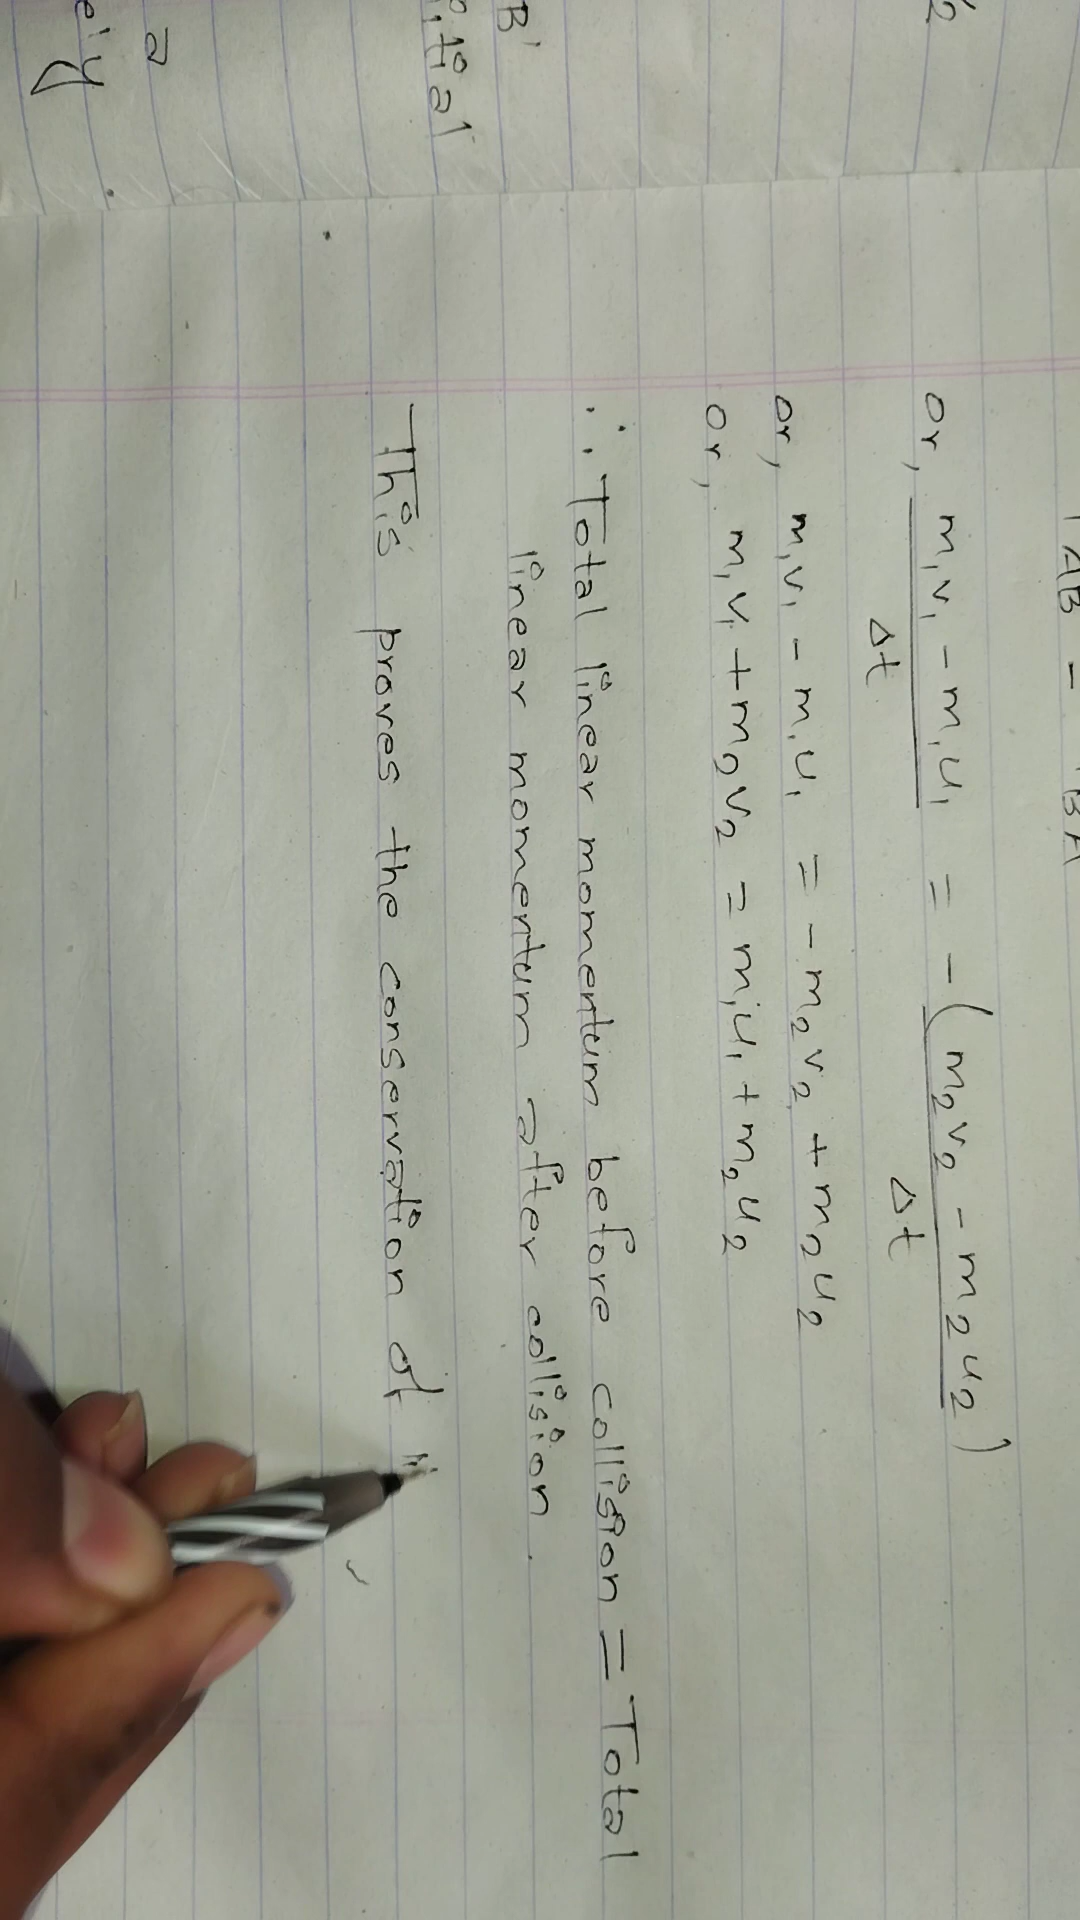 or, m₁v₁ - m₁u₁ / Δt = -(m₂v₂ - m₂u₂) / Δt
or, m₁v₁ - m₁u₁ = - m₂v₂ + m₂u₂
or, m₁v₁ + m₂v₂ = m₁u₁ + m₂u₂
∴ Total linear momentum before collision = Total
linear momentum after collision.
This proves the conservation of li